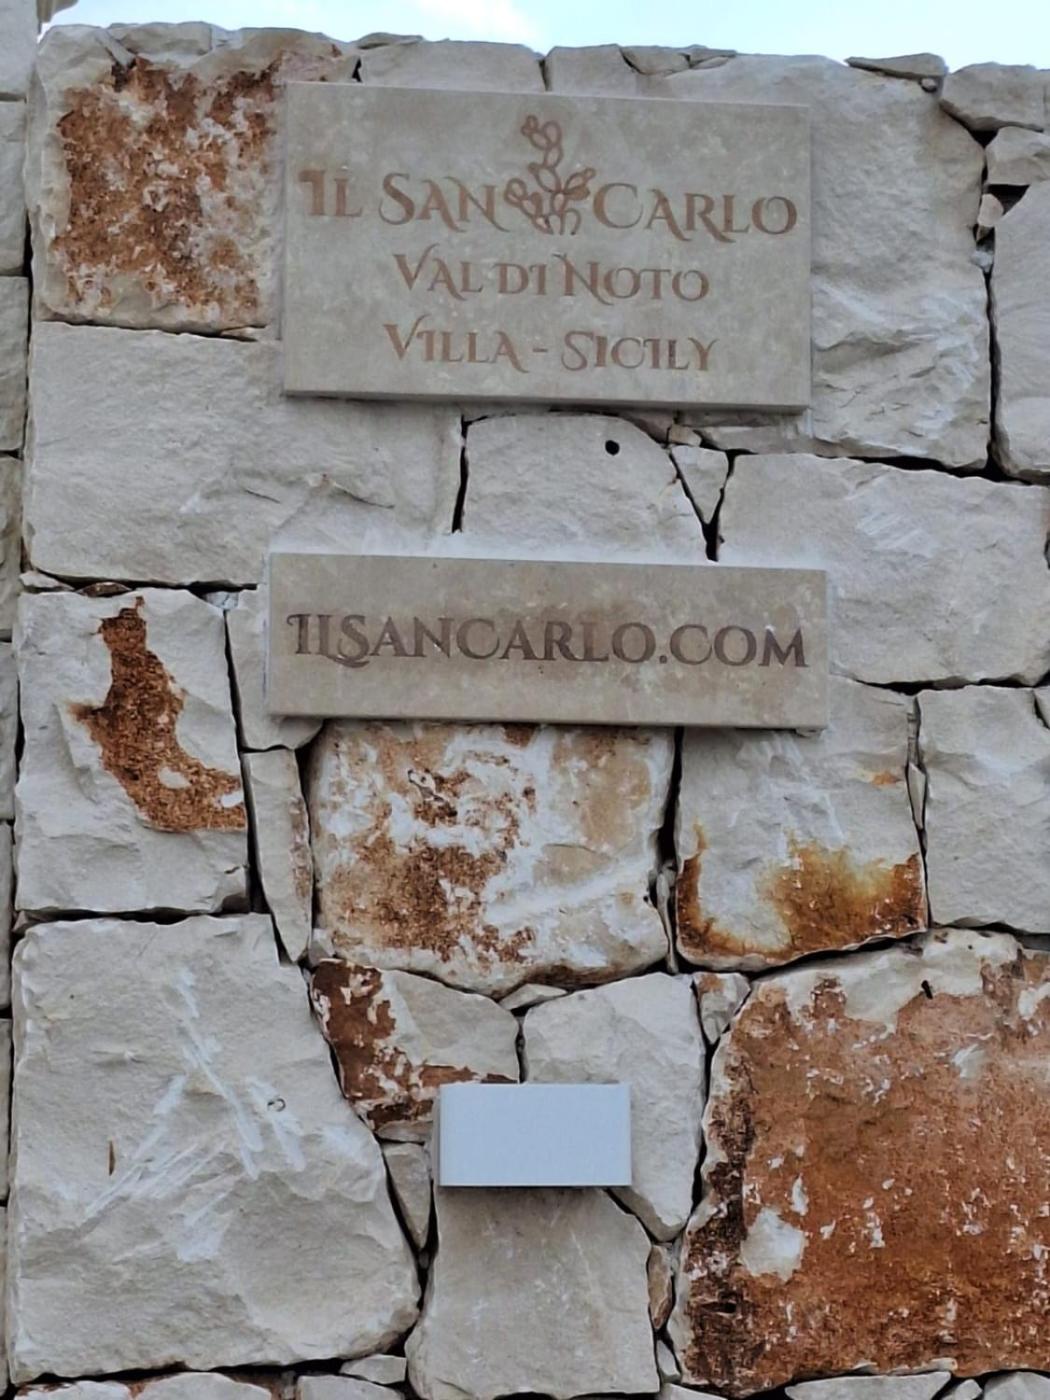 Il San Carlo
Val di Noto
Villa - Sicily
IlSanCarlo.com